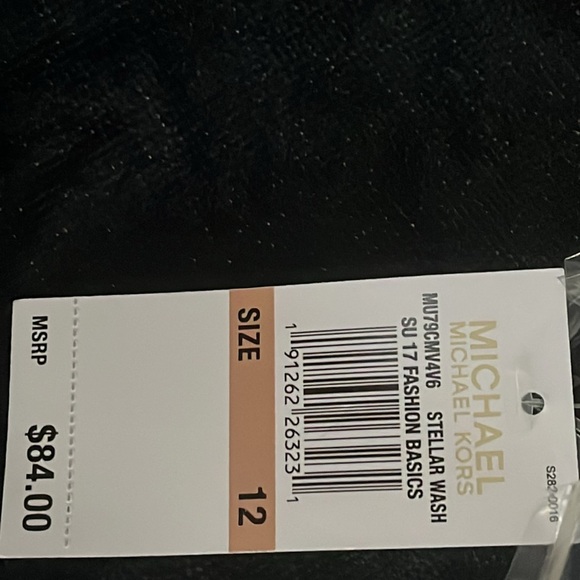 S282-0016
MICHAEL
MICHAEL KORS
MU79CMV4V6 STELLAR WASH
SU 17 FASHION BASICS
1 91262 26323 1
SIZE 12
MSRP $84.00